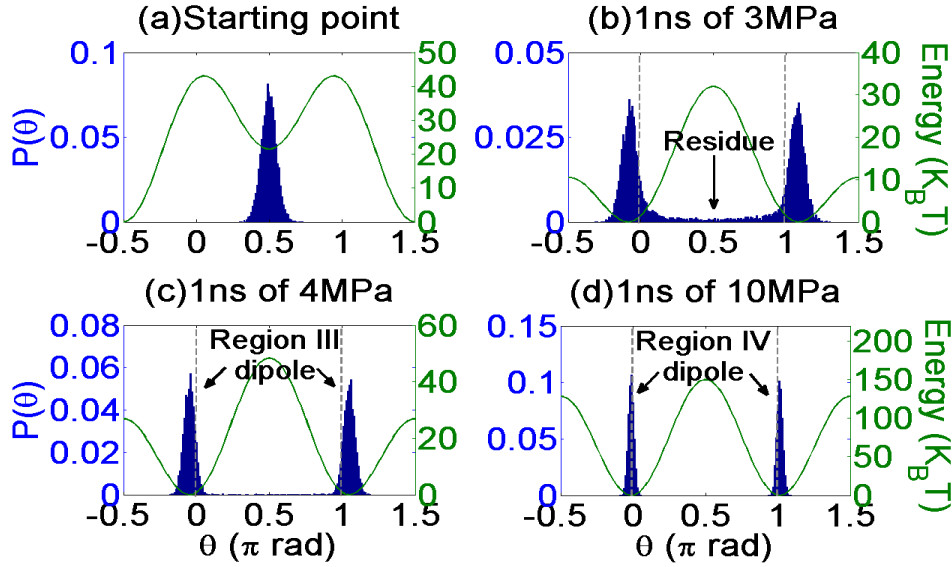 (a)Starting point
(b)1ns of 3MPa
0.1
0.05
0
P(θ)
50
40
30
20
10
0
-0.5 0 0.5 1 1.5
0.05
0.025
0
Residue
40
30
20
10
0
Energy (K_BT)
-0.5 0 0.5 1 1.5
(c)1ns of 4MPa
(d)1ns of 10MPa
0.08
0.06
0.04
0.02
0
P(θ)
Region III
dipole
60
40
20
0
-0.5 0 0.5 1 1.5
θ (π rad)
0.15
0.1
0.05
0
Region IV
dipole
200
150
100
50
0
Energy (K_BT)
-0.5 0 0.5 1 1.5
θ (π rad)